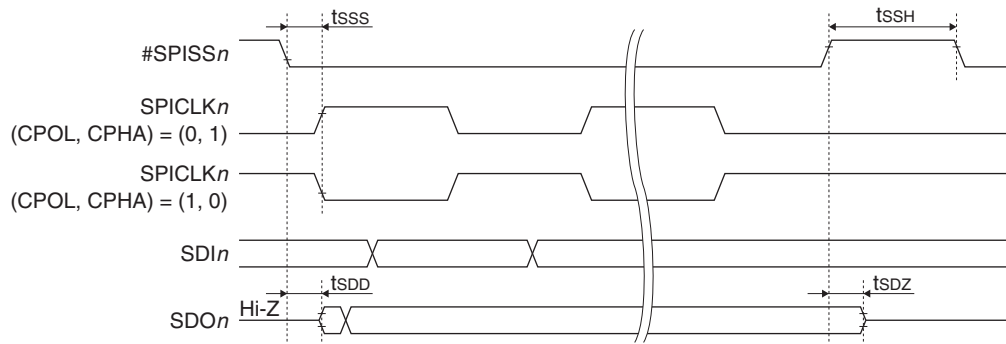 tSSS
tSSH
#SPISSn
SPICLKn
(CPOL, CPHA) = (0, 1)
SPICLKn
(CPOL, CPHA) = (1, 0)
SDIn
tSDD
tSDZ
Hi-Z
SDOn